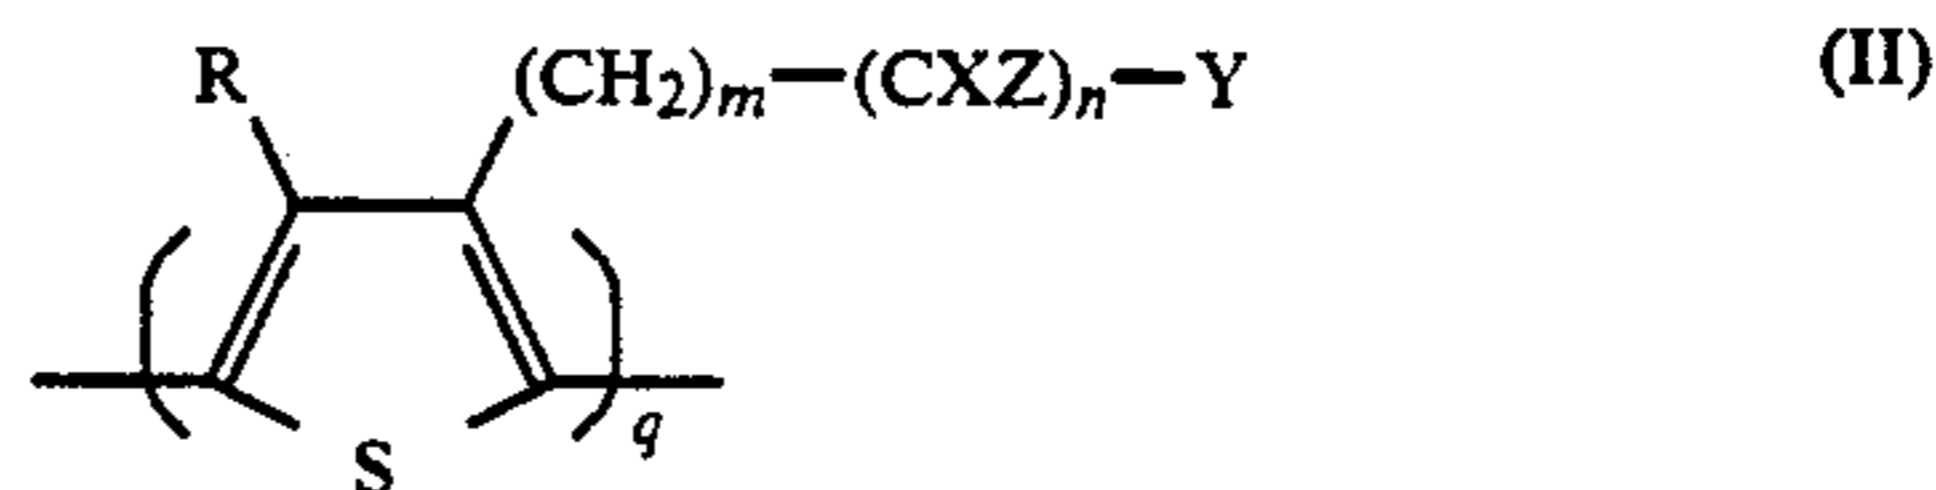 R (CH₂)ₘ—(CXZ)ₙ—Y (II)
( ) q
S